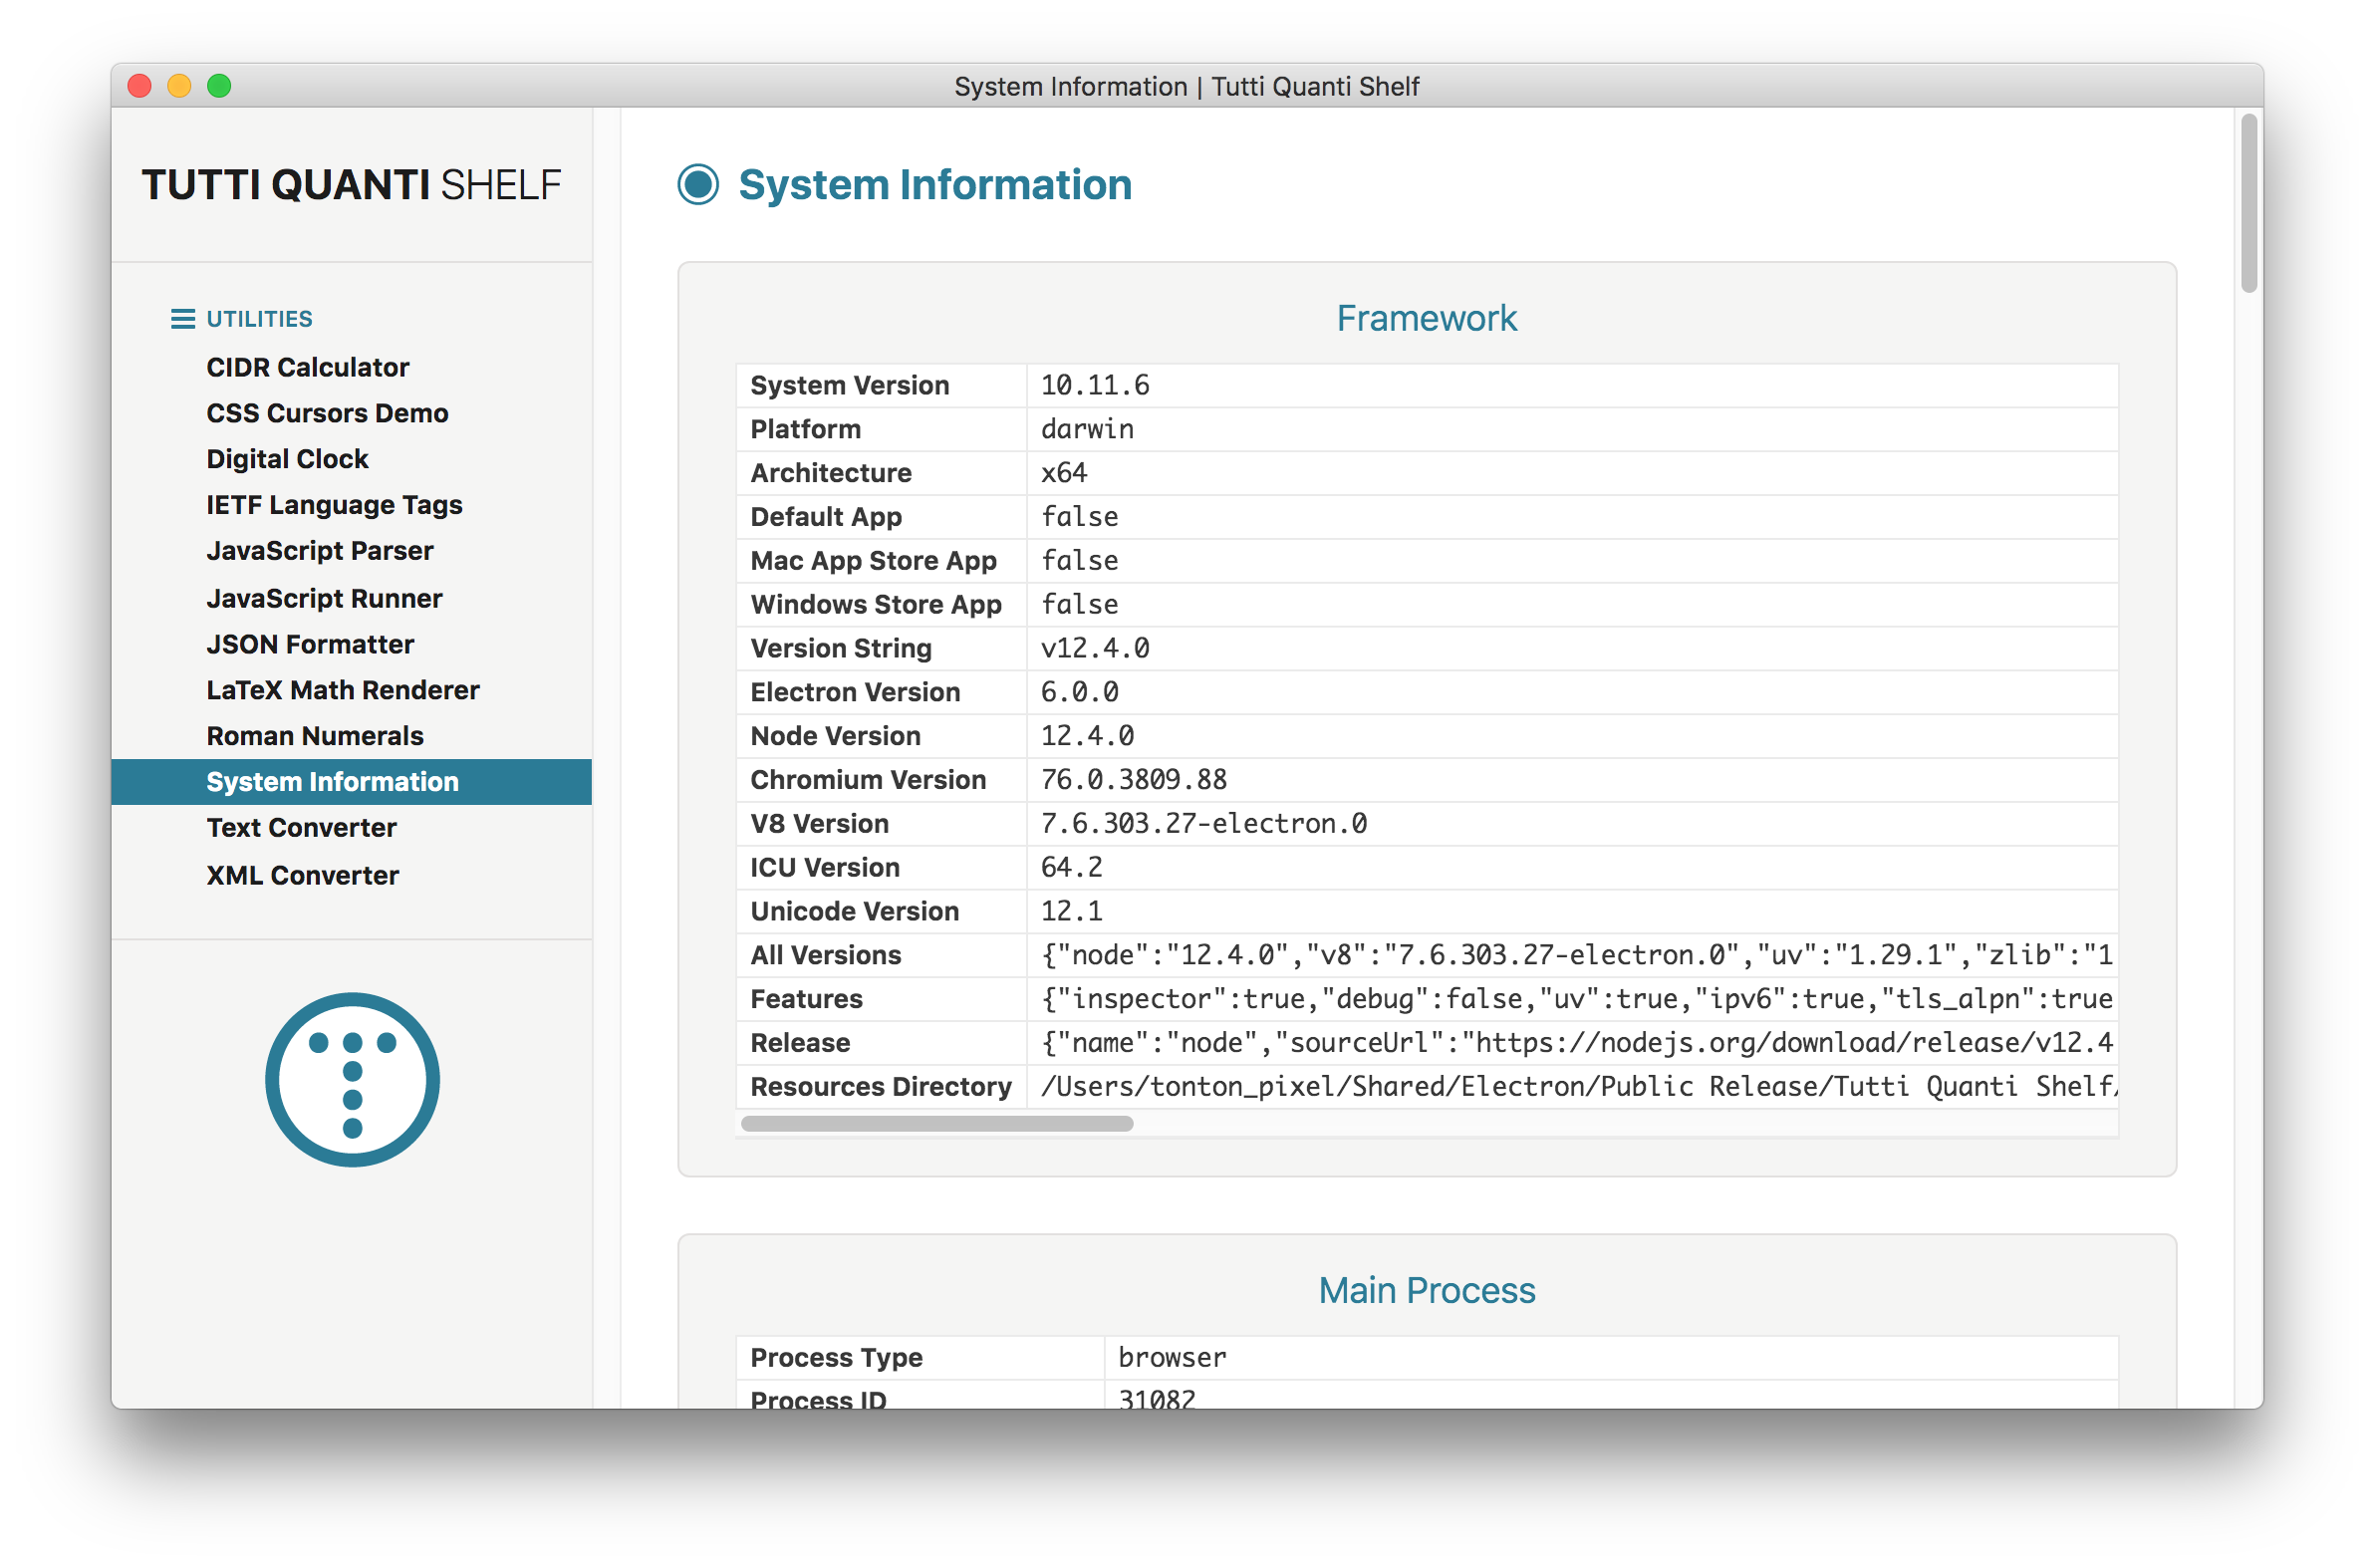 System Information | Tutti Quanti Shelf
TUTTI QUANTI SHELF
UTILITIES
CIDR Calculator
CSS Cursors Demo
Digital Clock
IETF Language Tags
JavaScript Parser
JavaScript Runner
JSON Formatter
LaTeX Math Renderer
Roman Numerals
System Information
Text Converter
XML Converter
System Information
Framework
System Version 10.11.6
Platform darwin
Architecture x64
Default App false
Mac App Store App false
Windows Store App false
Version String v12.4.0
Electron Version 6.0.0
Node Version 12.4.0
Chromium Version 76.0.3809.88
V8 Version 7.6.303.27-electron.0
ICU Version 64.2
Unicode Version 12.1
All Versions {"node":"12.4.0","v8":"7.6.303.27-electron.0","uv":"1.29.1","zlib":"1
Features {"inspector":true,"debug":false,"uv":true,"ipv6":true,"tls_alpn":true
Release {"name":"node","sourceUrl":"https://nodejs.org/download/release/v12.4
Resources Directory /Users/tonton_pixel/Shared/Electron/Public Release/Tutti Quanti Shelf/
Main Process
Process Type browser
Process ID 31082